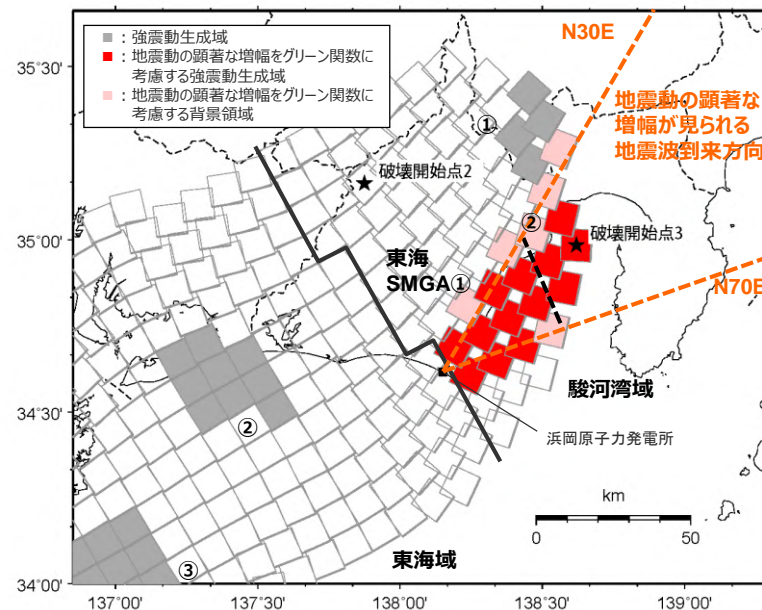 ■：強震動生成域
■：地震動の顕著な増幅をグリーン関数に
考慮する強震動生成域
■：地震動の顕著な増幅をグリーン関数に
考慮する背景領域
N30E
地震動の顕著な
増幅が見られる
地震波到来方向
35°30'
①
破壊開始点2
②
破壊開始点3
35°00'
東海
SMGA①
N70E
34°30'
②
駿河湾域
浜岡原子力発電所
km
0 50
③
東海域
34°00'
137°00' 137°30' 138°00' 138°30' 139°00'